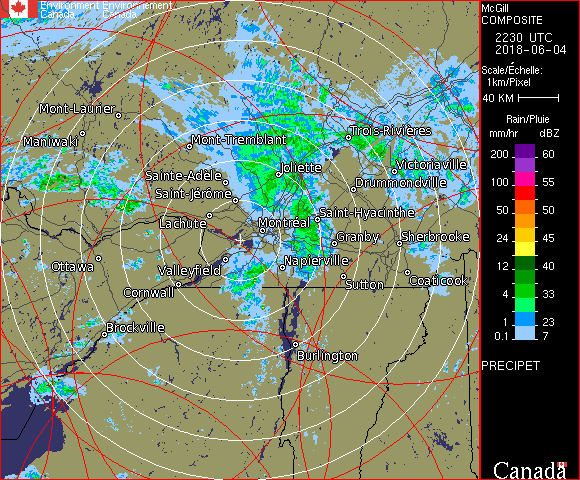 Environment Environnement
Canada Canada
McGill
COMPOSITE
2230 UTC
2018-06-04
Scale/Échelle:
1km/Pixel
40 KM
Rain/Pluie
mm/hr dBZ
200 60
100 55
50 50
24 45
12 40
4 33
1 23
0.1 7
PRECIPET
Canada
Mont-Laurier
Maniwaki
Mont-Tremblant
Trois-Rivières
Sainte-Adèle
Joliette
Victoriaville
Saint-Jérôme
Drummondville
Lachute
Montréal
Saint-Hyacinthe
Granby
Sherbrooke
Ottawa
Valleyfield
Napierville
Cornwall
Sutton
Coaticook
Brockville
Burlington